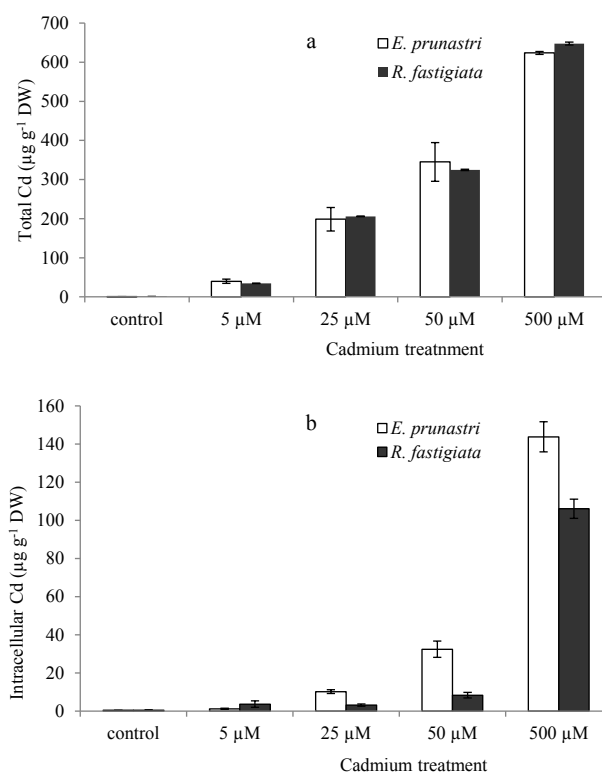 a
E. prunastri
R. fastigiata
Total Cd (µg g-1 DW)
700
600
500
400
300
200
100
0
control 5 µM 25 µM 50 µM 500 µM
Cadmium treatnment
b
E. prunastri
R. fastigiata
Intracellular Cd (µg g-1 DW)
160
140
120
100
80
60
40
20
0
control 5 µM 25 µM 50 µM 500 µM
Cadmium treatment